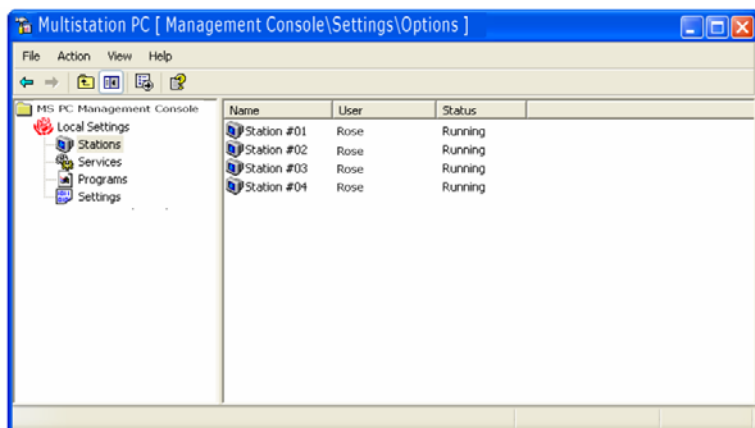 Multistation PC [ Management Console\Settings\Options ]
File Action View Help
MS PC Management Console
Local Settings
Stations
Services
Programs
Settings
Name User Status
Station #01 Rose Running
Station #02 Rose Running
Station #03 Rose Running
Station #04 Rose Running